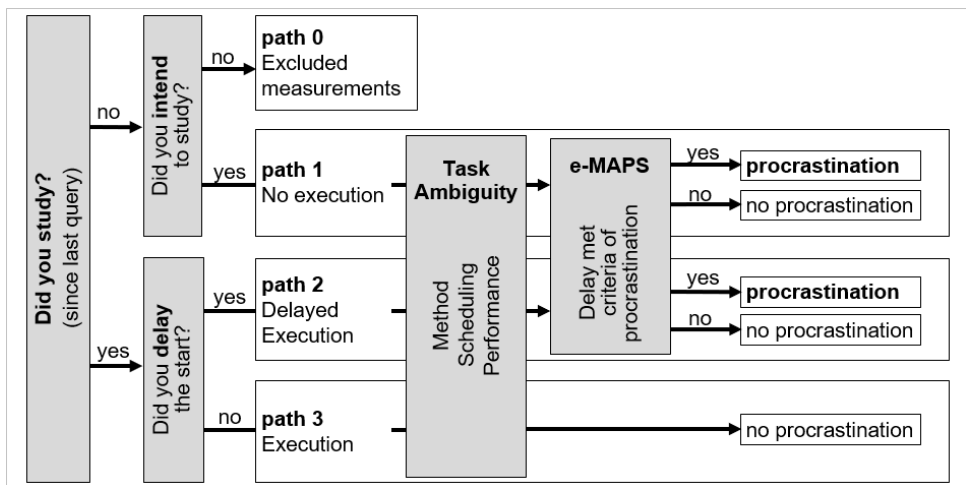 Did you study?
(since last query)
no
yes
Did you intend
to study?
no
yes
path 0
Excluded
measurements
path 1
No execution
Did you delay
the start?
yes
no
path 2
Delayed
Execution
path 3
Execution
Task
Ambiguity
Method
Scheduling
Performance
e-MAPS
Delay met
criteria of
procrastination
yes
procrastination
no
no procrastination
yes
procrastination
no
no procrastination
no procrastination